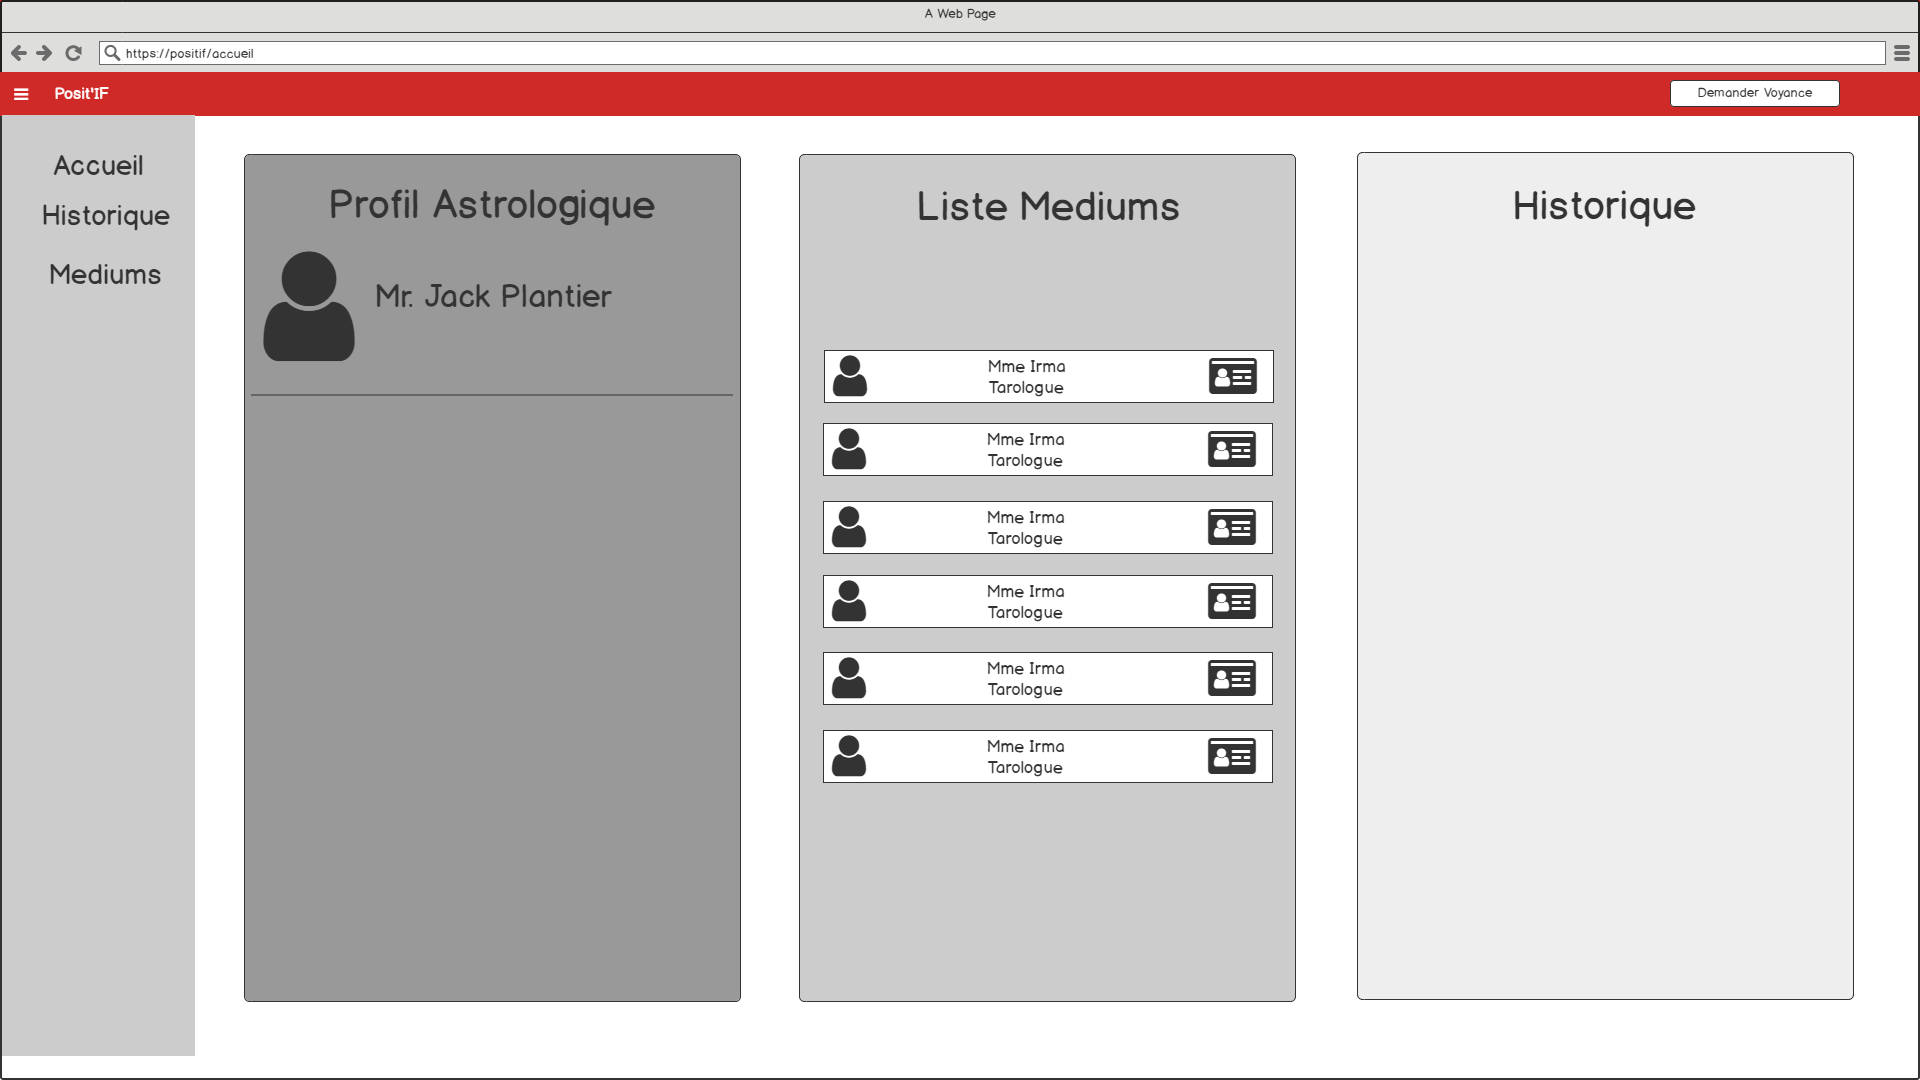 A Web Page
https://positif/accueil
Posit'IF
Demander Voyance
Accueil
Historique
Mediums
Profil Astrologique
Mr. Jack Plantier
Liste Mediums
Mme Irma
Tarologue
Mme Irma
Tarologue
Mme Irma
Tarologue
Mme Irma
Tarologue
Mme Irma
Tarologue
Mme Irma
Tarologue
Historique